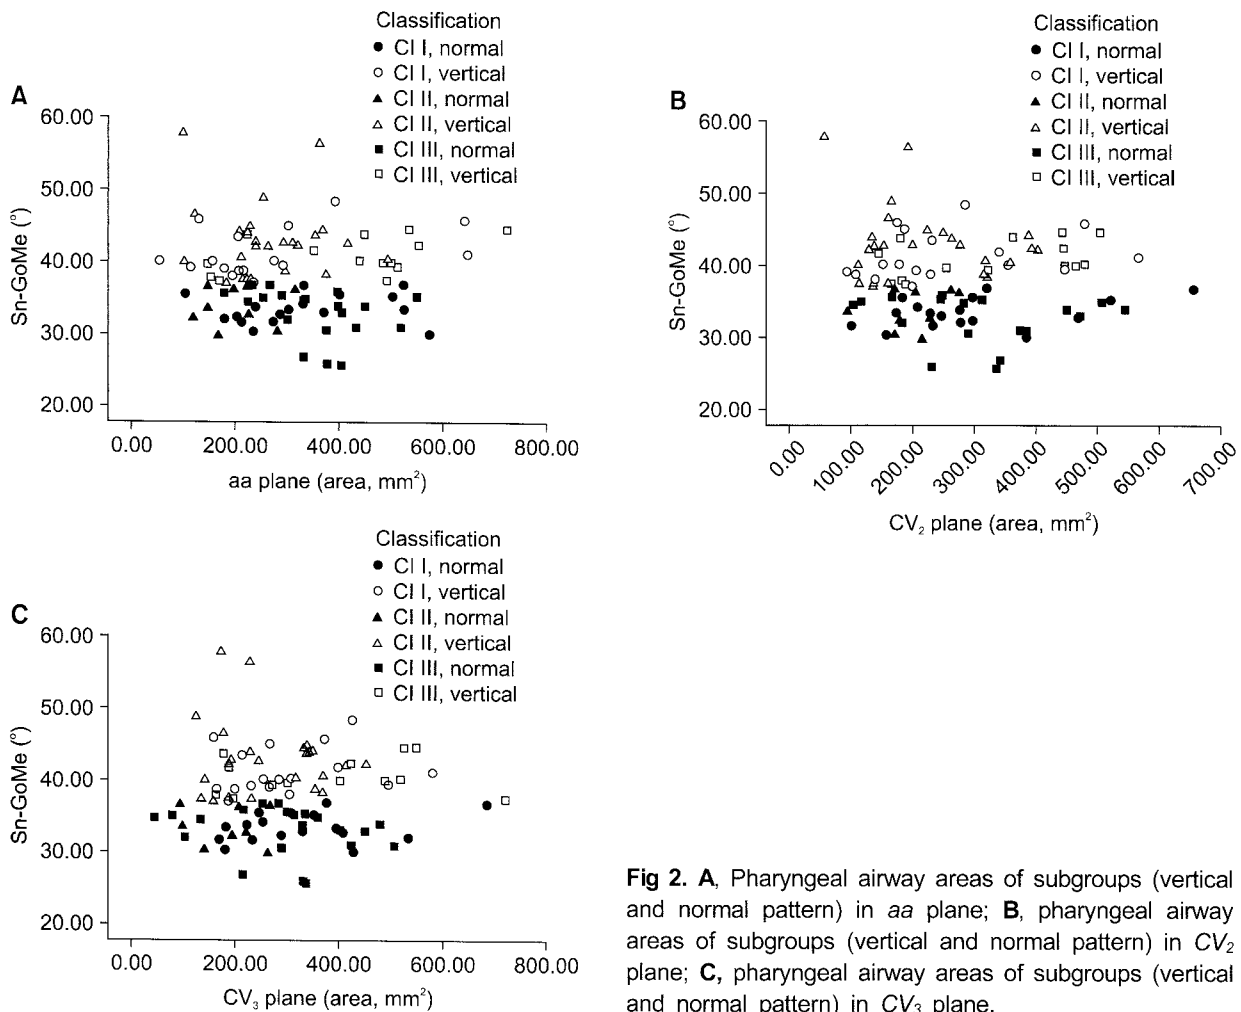 Classification
Cl I, normal
Cl I, vertical
Cl II, normal
Cl II, vertical
Cl III, normal
Cl III, vertical
A
60.00
50.00
40.00
30.00
20.00
Sn-GoMe (°)
0.00 200.00 400.00 600.00 800.00
aa plane (area, mm²)
Classification
Cl I, normal
Cl I, vertical
Cl II, normal
Cl II, vertical
Cl III, normal
Cl III, vertical
B
60.00
50.00
40.00
30.00
20.00
Sn-GoMe (°)
0.00 100.00 200.00 300.00 400.00 500.00 600.00 700.00
CV₂ plane (area, mm²)
Classification
Cl I, normal
Cl I, vertical
Cl II, normal
Cl II, vertical
Cl III, normal
Cl III, vertical
C
60.00
50.00
40.00
30.00
20.00
Sn-GoMe (°)
0.00 200.00 400.00 600.00 800.00
CV₃ plane (area, mm²)
Fig 2. A, Pharyngeal airway areas of subgroups (vertical
and normal pattern) in aa plane; B, pharyngeal airway
areas of subgroups (vertical and normal pattern) in CV₂
plane; C, pharyngeal airway areas of subgroups (vertical
and normal pattern) in CV₃ plane.